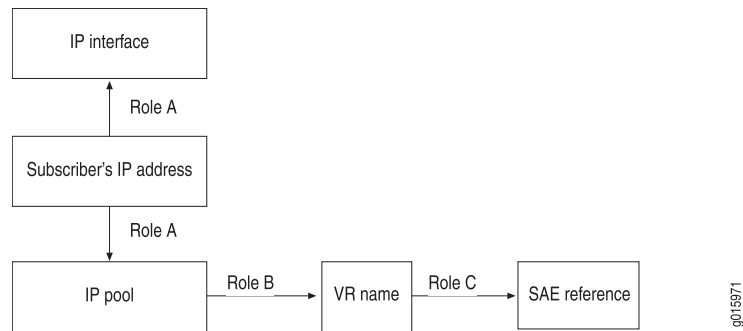 IP interface
Role A
Subscriber's IP address
Role A
IP pool
Role B
VR name
Role C
SAE reference
g015971